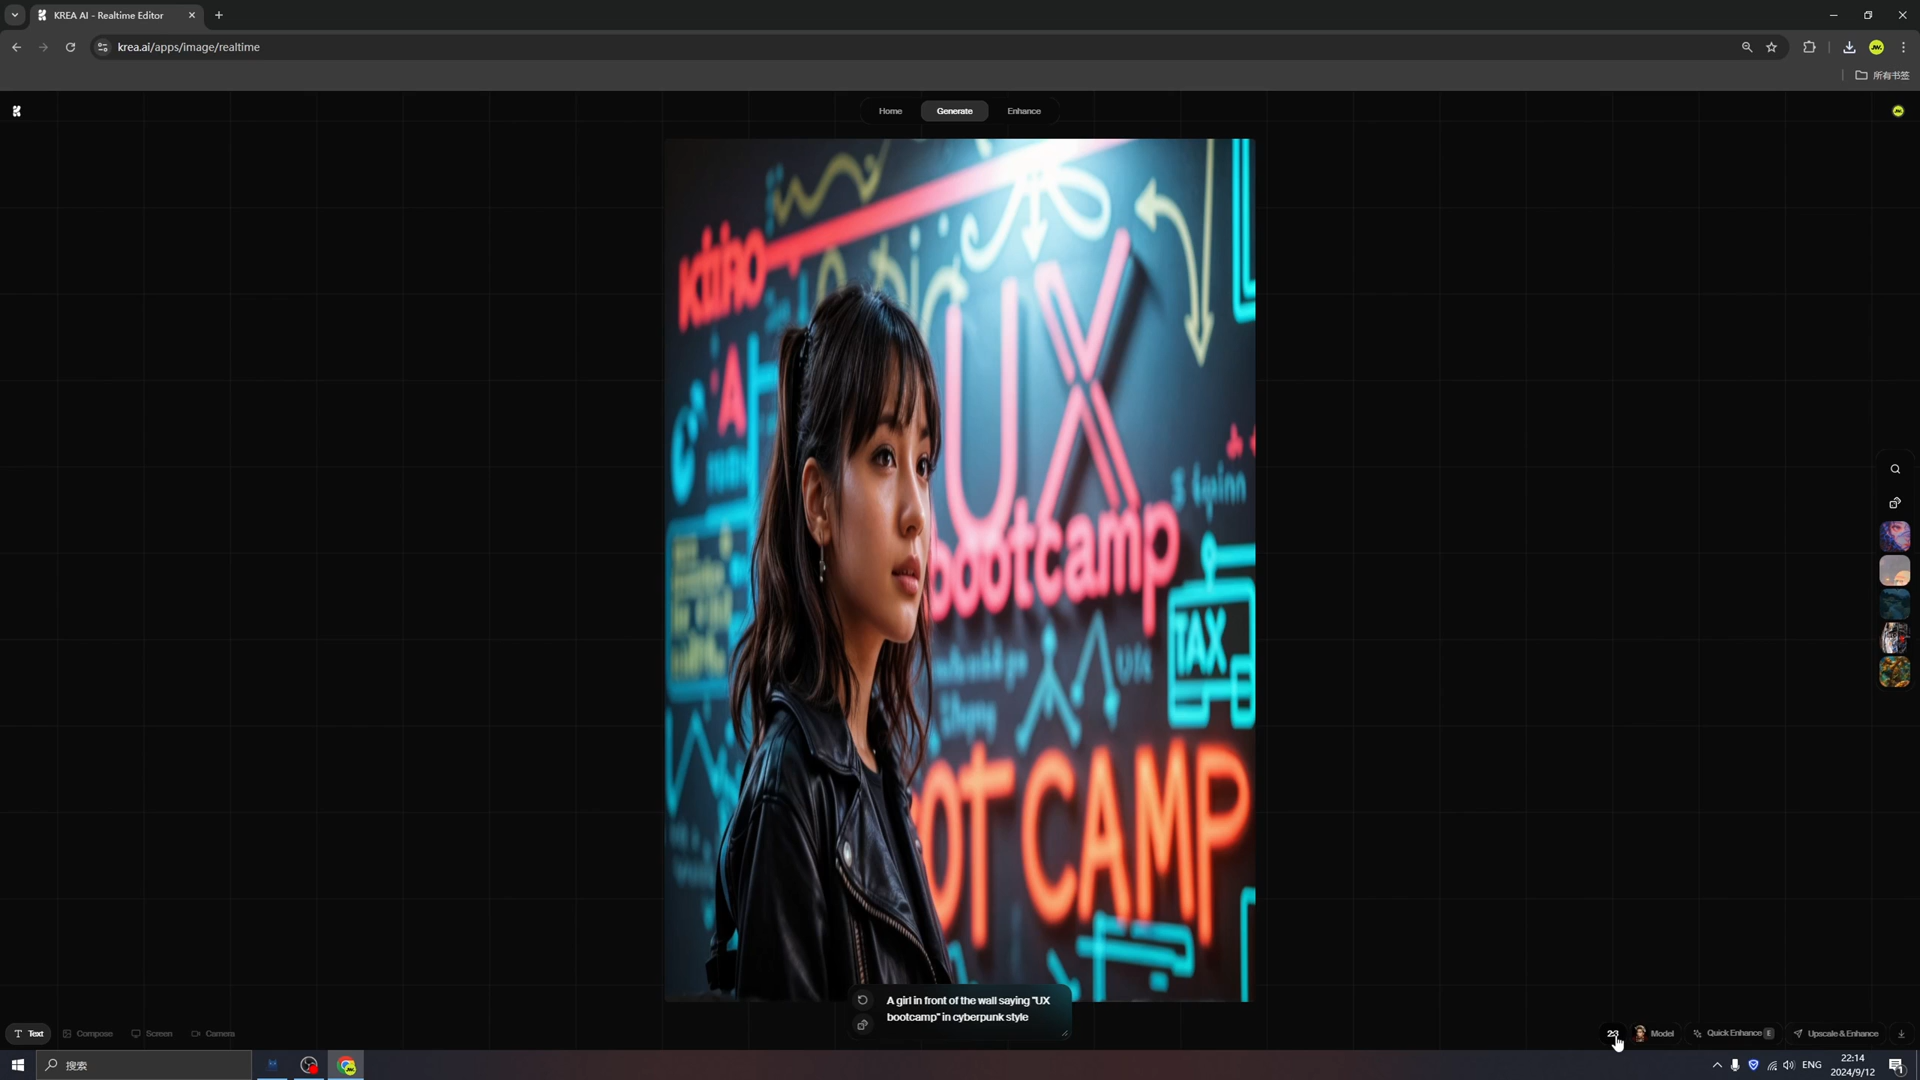 KREA AI - Realtime Editor
krea.ai/apps/image/realtime
所有书签
Home
Generate
Enhance
A
UX
bootcamp
TAX
UX
OT CAMP
A girl in front of the wall saying "UX
bootcamp" in cyberpunk style
Text
Compose
Screen
Camera
23
Model
Quick Enhance E
Upscale & Enhance
搜索
ENG
22:14
2024/9/12